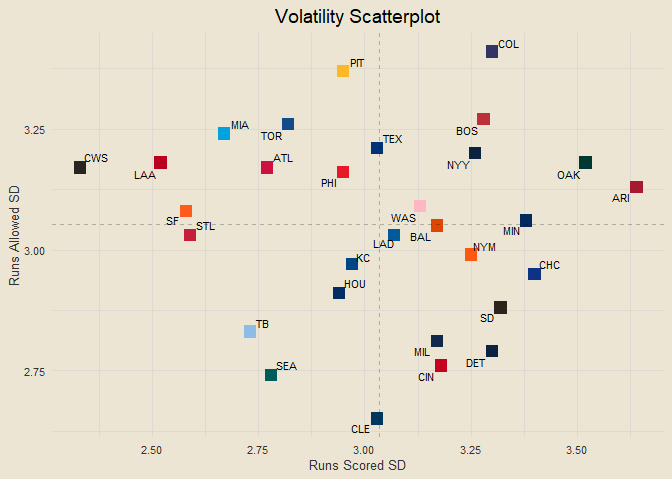 Volatility Scatterplot
COL
PIT
MIA
TOR
BOS
3.25
TEX
CWS
LAA
ATL
PHI
NYY
OAK
ARI
SF
STL
WAS
LAD
BAL
MIN
NYM
3.00
KC
CHC
HOU
SD
TB
MIL
DET
SEA
CIN
2.75
CLE
Runs Allowed SD
2.50
2.75
3.00
3.25
3.50
Runs Scored SD